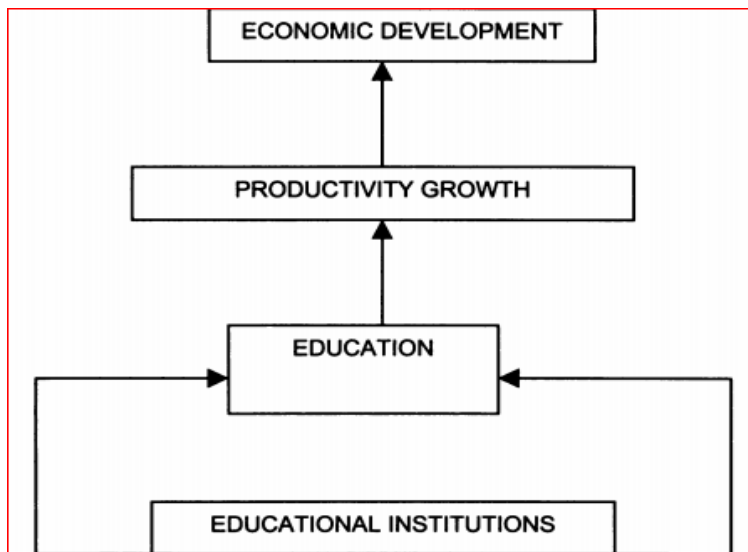 ECONOMIC DEVELOPMENT
PRODUCTIVITY GROWTH
EDUCATION
EDUCATIONAL INSTITUTIONS